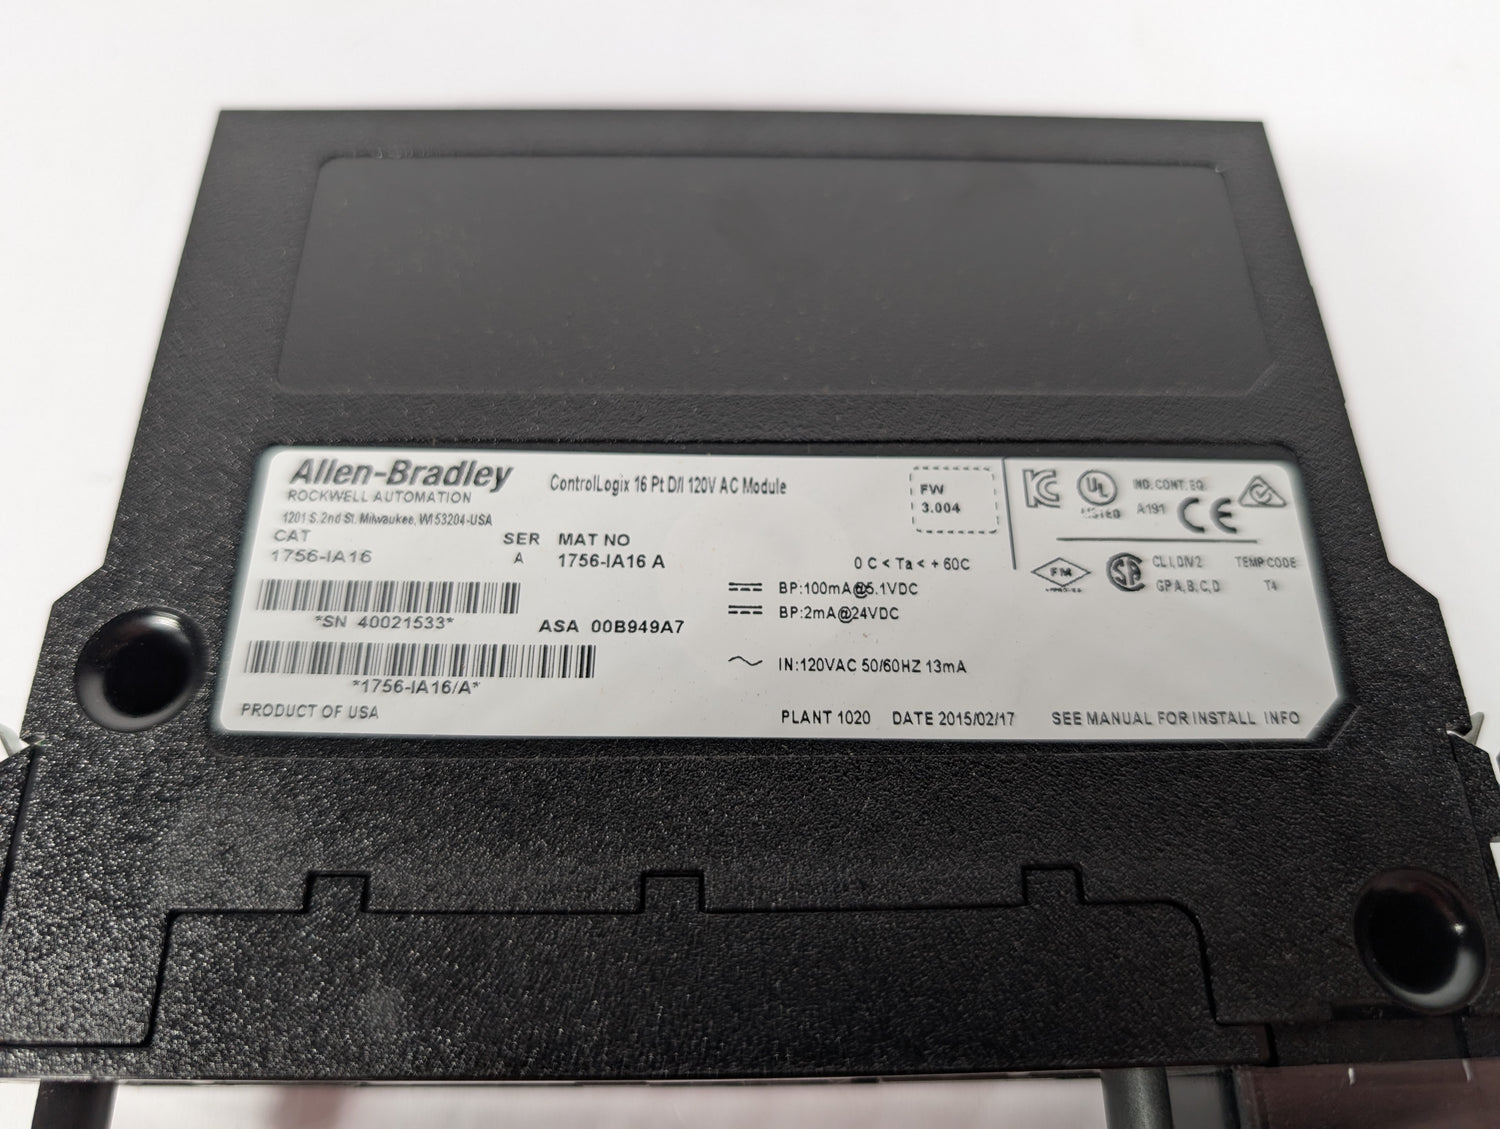 Allen-Bradley
ROCKWELL AUTOMATION
1201 S. 2nd St. Milwaukee, WI 53204-USA
ControlLogix 16 Pt D/I 120V AC Module
FW
3.004
CAT
1756-IA16
SER
A
MAT NO
1756-IA16 A
0 C < Ta < + 60C
BP:100mA@5.1VDC
BP:2mA@24VDC
*SN 40021533*
ASA 00B949A7
IN:120VAC 50/60HZ 13mA
*1756-IA16/A*
PRODUCT OF USA
PLANT 1020 DATE 2015/02/17 SEE MANUAL FOR INSTALL INFO
UL
LISTED
IND. CONT. EQ.
A191
CE
FM
CL I, DIV 2
GP A, B, C, D
TEMP CODE
T4